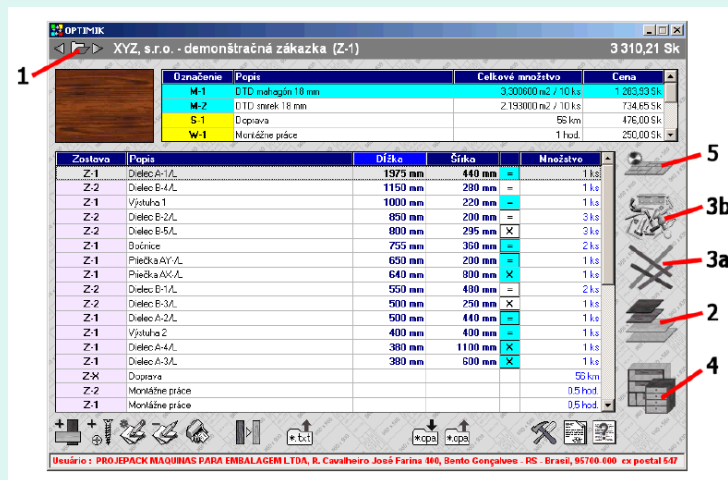 OPTIMIK
XYZ, s.r.o. - demonštračná zákazka (Z-1) 3 310,21 Sk
1
Označenie Popis Celkové množstvo Cena
M-1 DTD mahagón 18 mm 3,300600 m2 / 10 ks 1 283,93 Sk
M-2 DTD smrek 18 mm 2,193000 m2 / 10 ks 734,65 Sk
S-1 Doprava 56 km 476,00 Sk
W-1 Montážne práce 1 hod. 250,00 Sk
Zostava Popis Dĺžka Šírka Množstvo
Z-1 Dielec A-1/L 1975 mm 440 mm = 1 ks
Z-2 Dielec B-4/L 1150 mm 280 mm = 1 ks
Z-1 Výstuha 1 1000 mm 220 mm = 1 ks
Z-2 Dielec B-2/L 850 mm 200 mm = 3 ks
Z-2 Dielec B-5/L 800 mm 295 mm X 3 ks
Z-1 Bočnice 755 mm 360 mm = 2 ks
Z-1 Priečka AY-/L 650 mm 200 mm = 1 ks
Z-1 Priečka AX-/L 640 mm 800 mm X 1 ks
Z-2 Dielec B-1/L 550 mm 480 mm = 2 ks
Z-2 Dielec B-3/L 500 mm 250 mm X 1 ks
Z-1 Dielec A-2/L 500 mm 440 mm = 1 ks
Z-1 Výstuha 2 400 mm 400 mm = 1 ks
Z-1 Dielec A-4/L 380 mm 1100 mm X 1 ks
Z-1 Dielec A-3/L 380 mm 600 mm X 1 ks
Z-X Doprava 56 km
Z-2 Montážne práce 0,5 hod.
Z-1 Montážne práce 0,5 hod.
5
3b
3a
2
4
*.txt *.opa *.opa
Usuário : PROJEPACK MAQUINAS PARA EMBALAGEM LTDA, R. Cavalheiro José Farina 400, Bento Gonçalves - RS - Brasil, 95700-000 cx postal 547